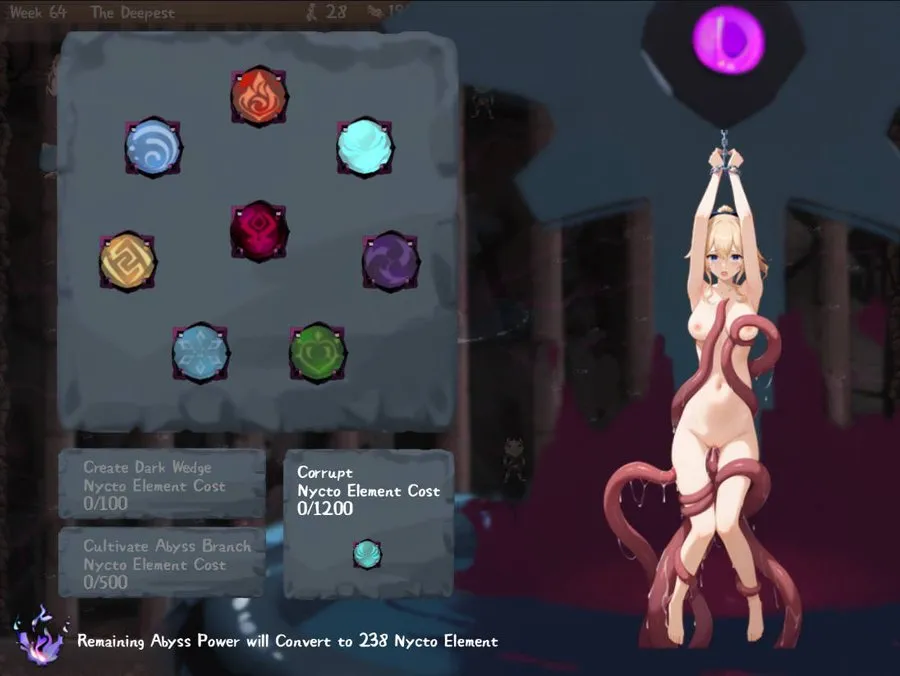 Week 64 The Deepest 28 19
Create Dark Wedge
Nycto Element Cost
0/100
Corrupt
Nycto Element Cost
0/1200
Cultivate Abyss Branch
Nycto Element Cost
0/500
Remaining Abyss Power will Convert to 238 Nycto Element